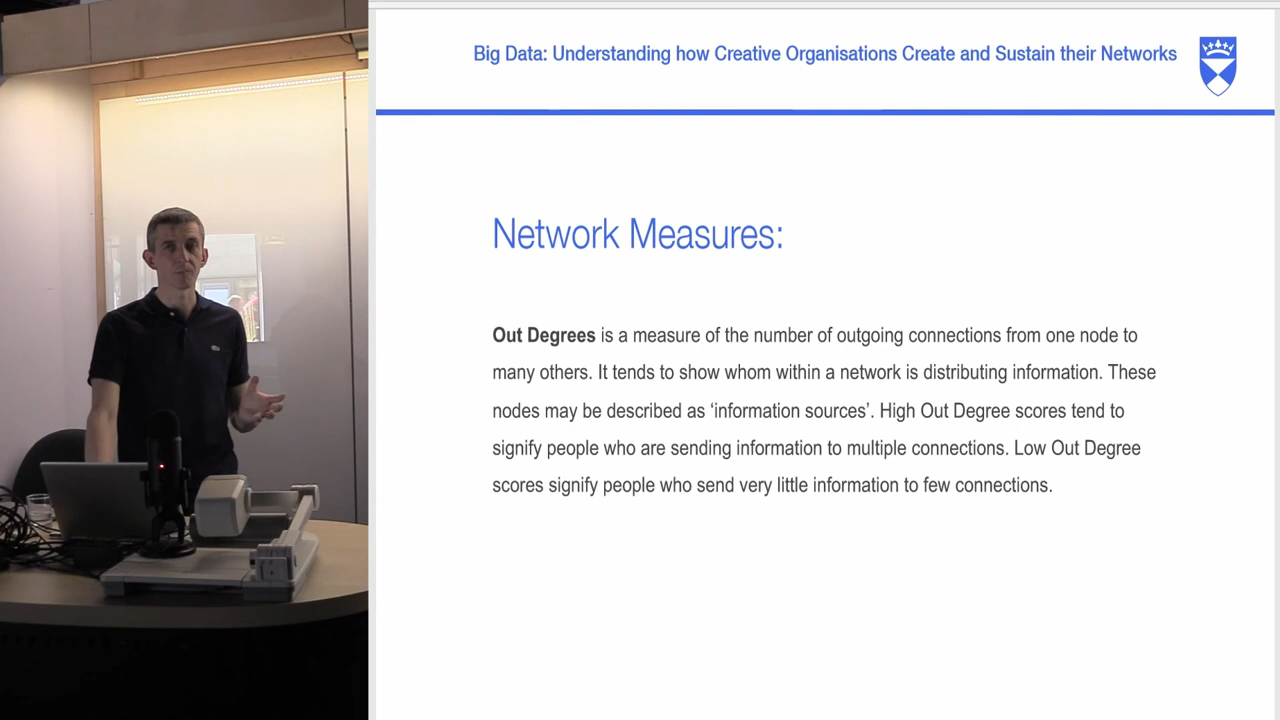 Big Data: Understanding how Creative Organisations Create and Sustain their Networks
Network Measures:
Out Degrees is a measure of the number of outgoing connections from one node to
many others. It tends to show whom within a network is distributing information. These
nodes may be described as ‘information sources’. High Out Degree scores tend to
signify people who are sending information to multiple connections. Low Out Degree
scores signify people who send very little information to few connections.